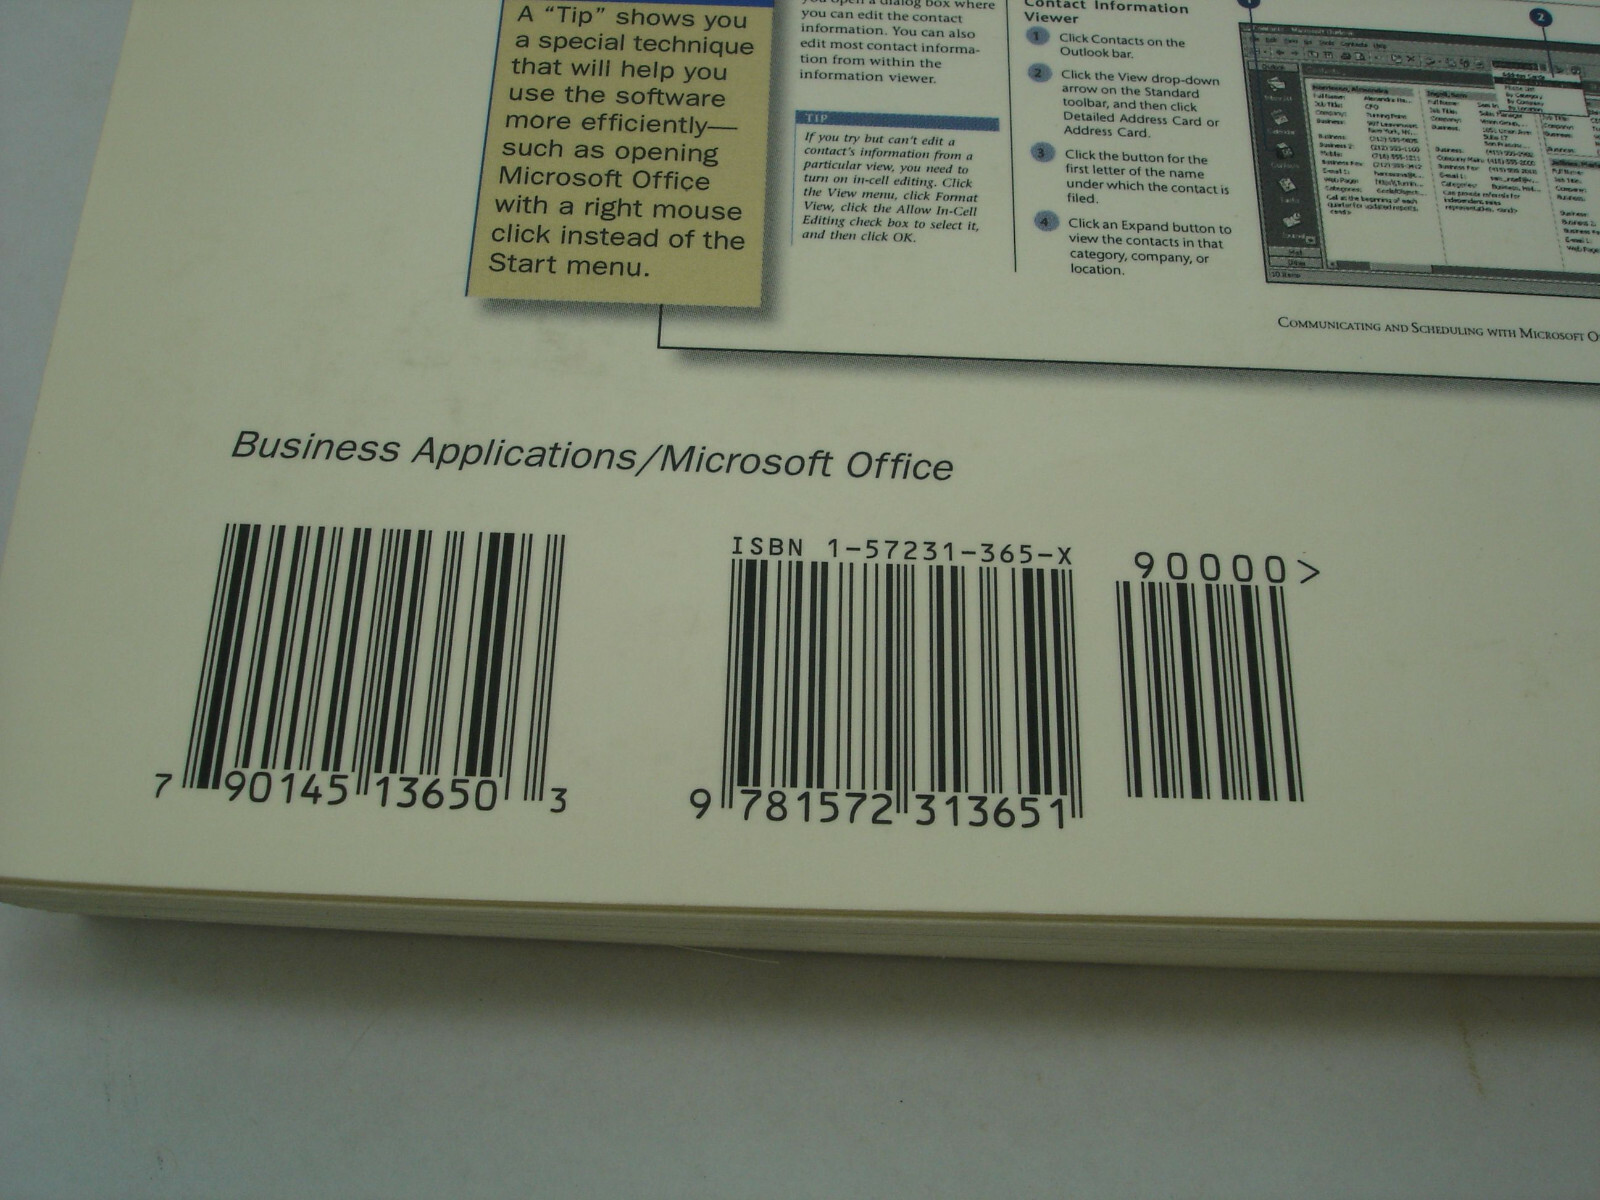 A “Tip” shows you
a special technique
that will help you
use the software
more efficiently—
such as opening
Microsoft Office
with a right mouse
click instead of the
Start menu.
you open a dialog box where
you can edit the contact
information. You can also
edit most contact informa-
tion from within the
information viewer.
TIP
If you try but can't edit a
contact's information from a
particular view, you need to
turn on in-cell editing. Click
the View menu, click Format
View, click the Allow In-Cell
Editing check box to select it,
and then click OK.
Contact Information
Viewer
1 Click Contacts on the
Outlook bar.
2 Click the View drop-down
arrow on the Standard
toolbar, and then click
Detailed Address Card or
Address Card.
3 Click the button for the
first letter of the name
under which the contact is
filed.
4 Click an Expand button to
view the contacts in that
category, company, or
location.
2
COMMUNICATING AND SCHEDULING WITH MICROSOFT
Business Applications/Microsoft Office
ISBN 1-57231-365-X
90000>
7 90145 13650 3
9 781572 313651